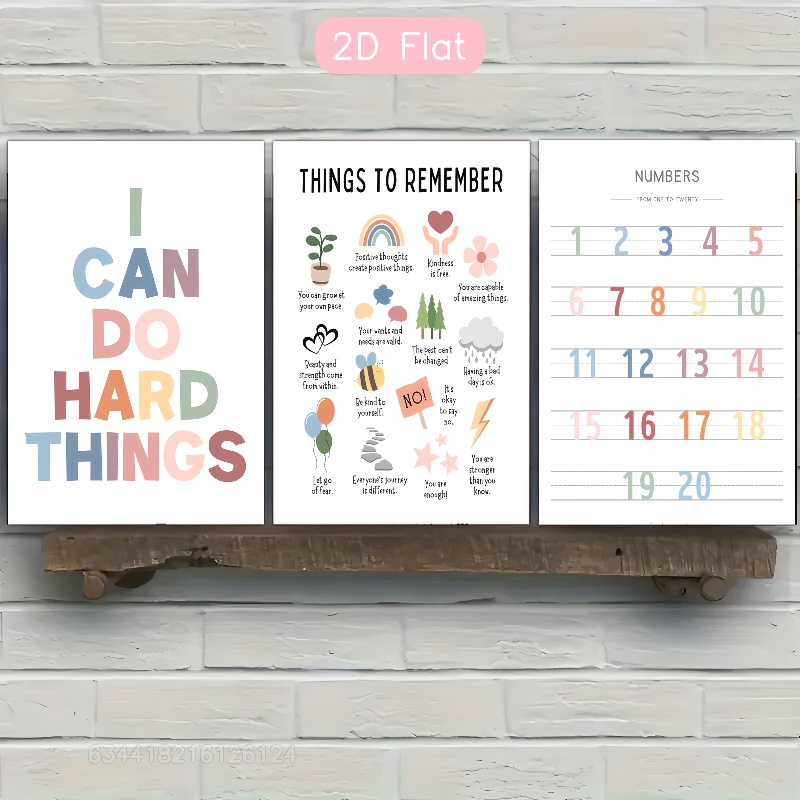 2D Flat
I
CAN
DO
HARD
THINGS
THINGS TO REMEMBER
You can grow at
your own pace.
Positive thoughts
create positive things.
Kindness
is free.
You are capable
of amazing things.
Your wants and
needs are valid.
The past can't
be changed
Beauty and
strength come
from within.
Having a bad
day is ok.
Be kind to
yourself.
NO!
It's
okay
to say
no.
Let go
of fear.
Everyone's journey
is different.
You are
enough!
You are
stronger
than you
know.
NUMBERS
FROM ONE TO TWENTY
1 2 3 4 5
6 7 8 9 10
11 12 13 14
15 16 17 18
19 20
634418216126124